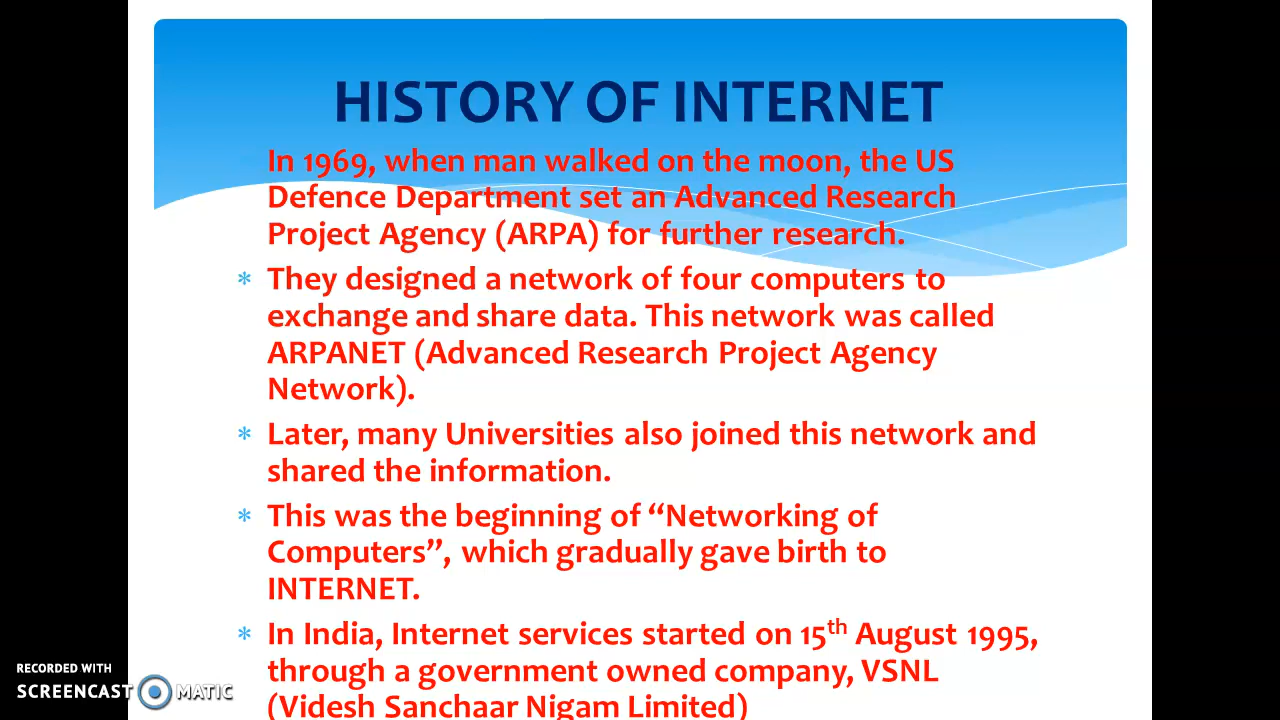 HISTORY OF INTERNET
In 1969, when man walked on the moon, the US
Defence Department set an Advanced Research
Project Agency (ARPA) for further research.
* They designed a network of four computers to
exchange and share data. This network was called
ARPANET (Advanced Research Project Agency
Network).
* Later, many Universities also joined this network and
shared the information.
* This was the beginning of “Networking of
Computers”, which gradually gave birth to
INTERNET.
* In India, Internet services started on 15th August 1995,
through a government owned company, VSNL
(Videsh Sanchaar Nigam Limited)
RECORDED WITH
SCREENCAST MATIC